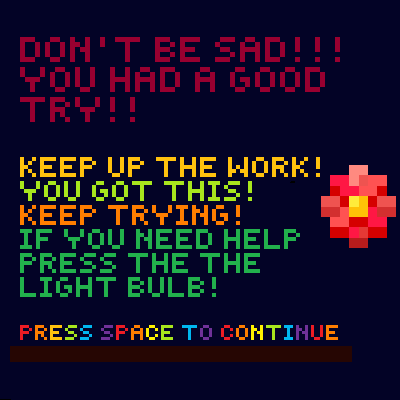 DON'T BE SAD!!!
YOU HAD A GOOD
TRY!!
KEEP UP THE WORK!
YOU GOT THIS!
KEEP TRYING!
IF YOU NEED HELP
PRESS THE THE
LIGHT BULB!
PRESS SPACE TO CONTINUE